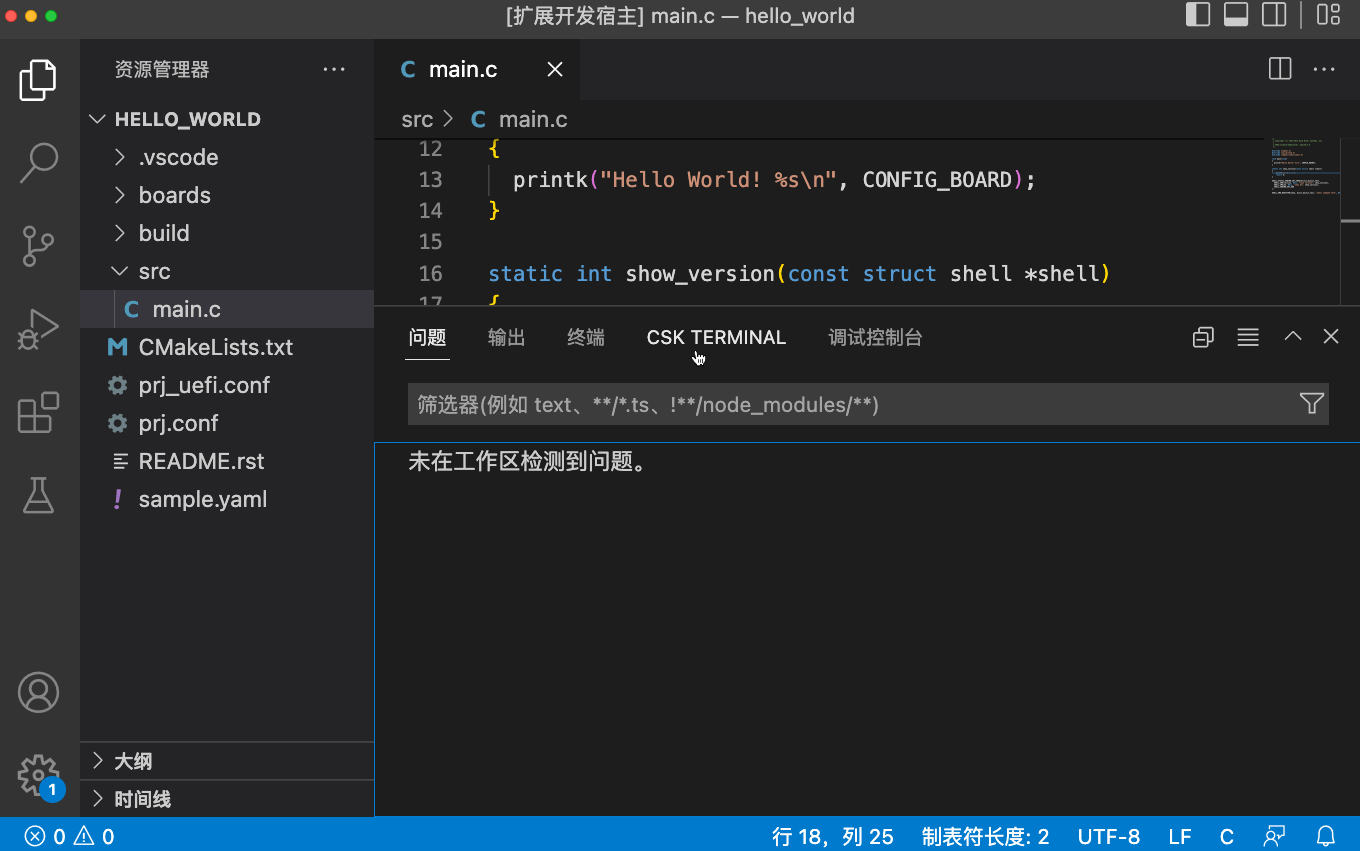 [扩展开发宿主] main.c — hello_world
资源管理器
HELLO_WORLD
.vscode
boards
build
src
C main.c
M CMakeLists.txt
prj_uefi.conf
prj.conf
README.rst
! sample.yaml
大纲
时间线
1
C main.c
src > C main.c
12 {
13 printk("Hello World! %s\n", CONFIG_BOARD);
14 }
15
16 static int show_version(const struct shell *shell)
17 {
问题 输出 终端 CSK TERMINAL 调试控制台
筛选器(例如 text、**/*.ts、!**/node_modules/**)
未在工作区检测到问题。
0 0 行 18，列 25 制表符长度: 2 UTF-8 LF C